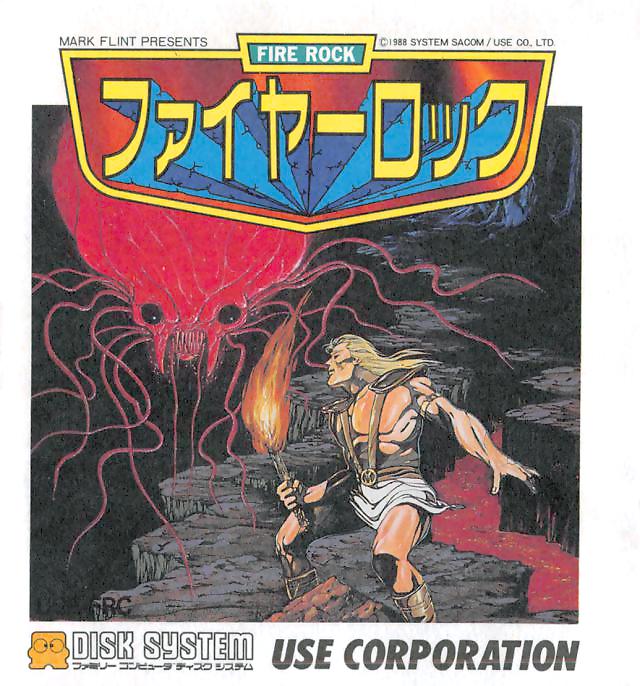 MARK FLINT PRESENTS
©1988 SYSTEM SACOM / USE CO., LTD.
FIRE ROCK
ファイヤーロック
DISK SYSTEM
ファミリー コンピュータ ディスク システム
USE CORPORATION